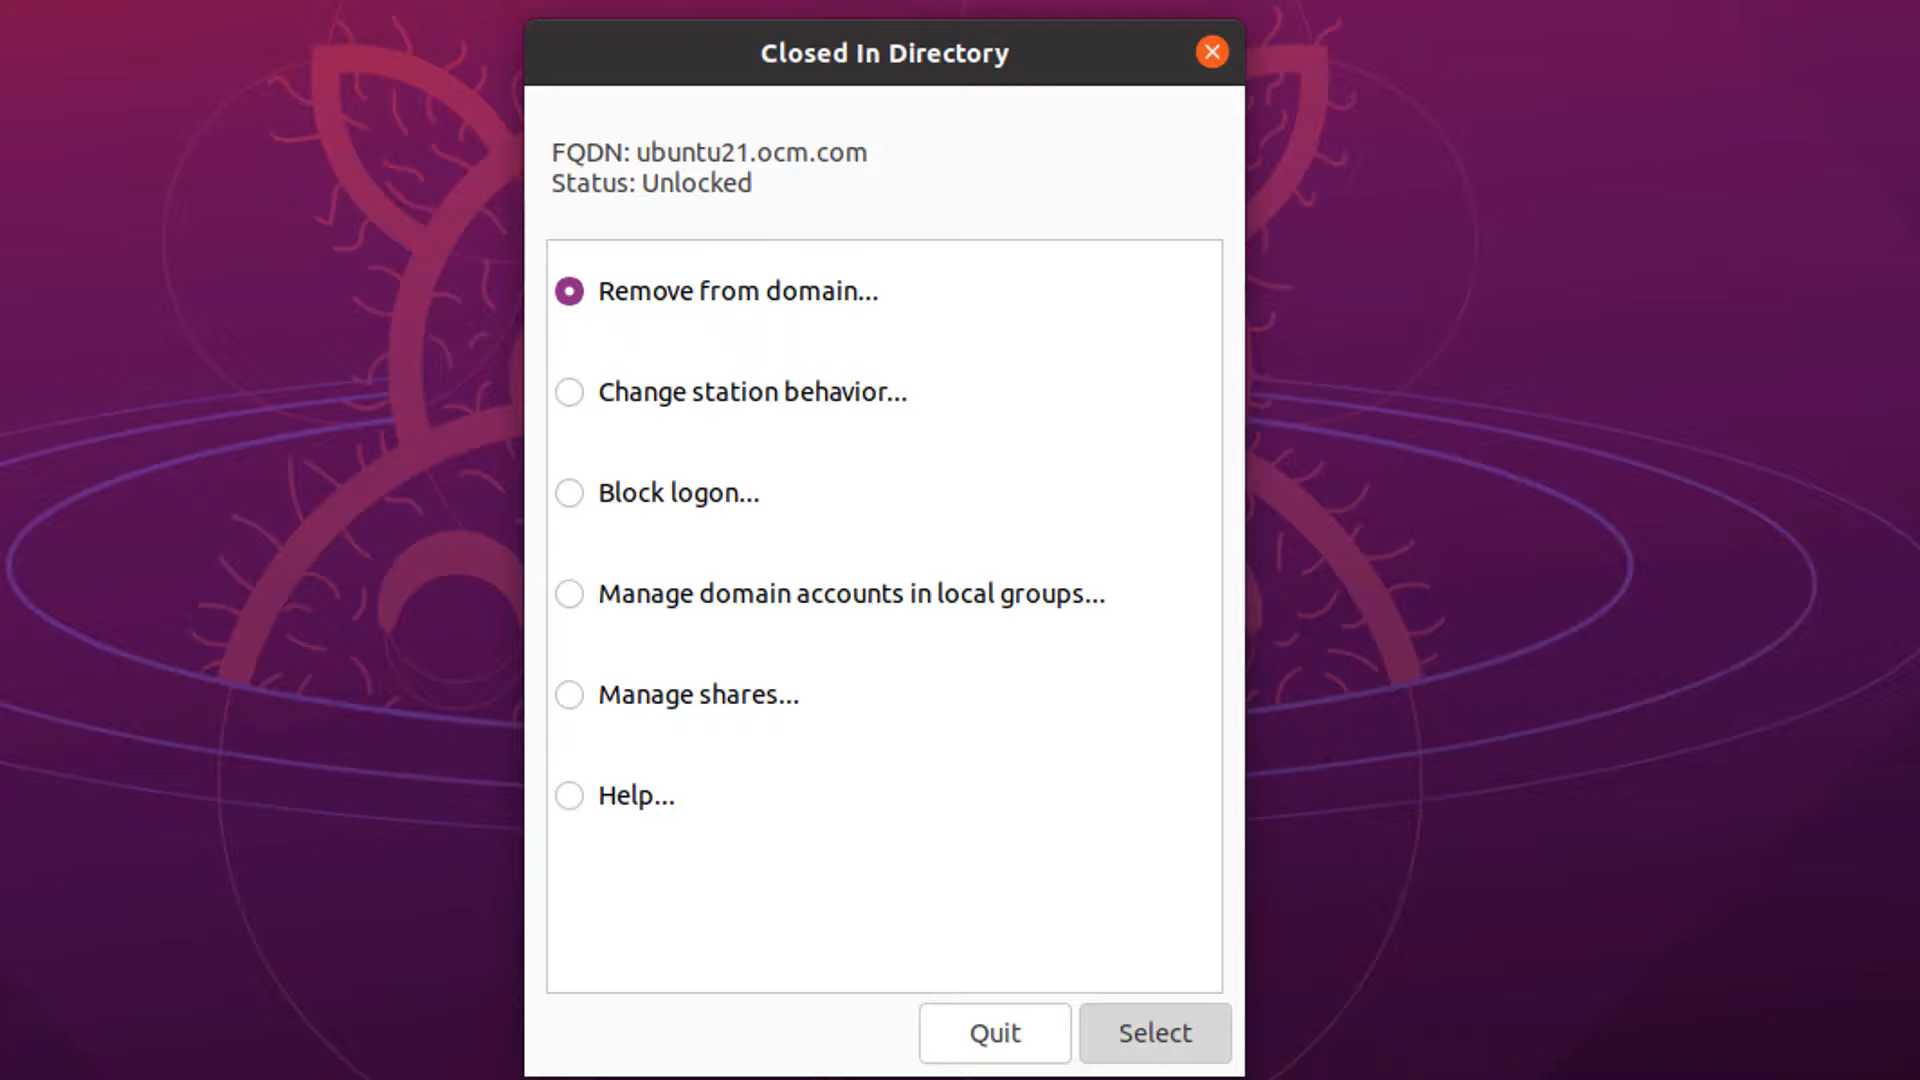 Closed In Directory
FQDN: ubuntu21.ocm.com
Status: Unlocked
Remove from domain...
Change station behavior...
Block logon...
Manage domain accounts in local groups...
Manage shares...
Help...
Quit
Select